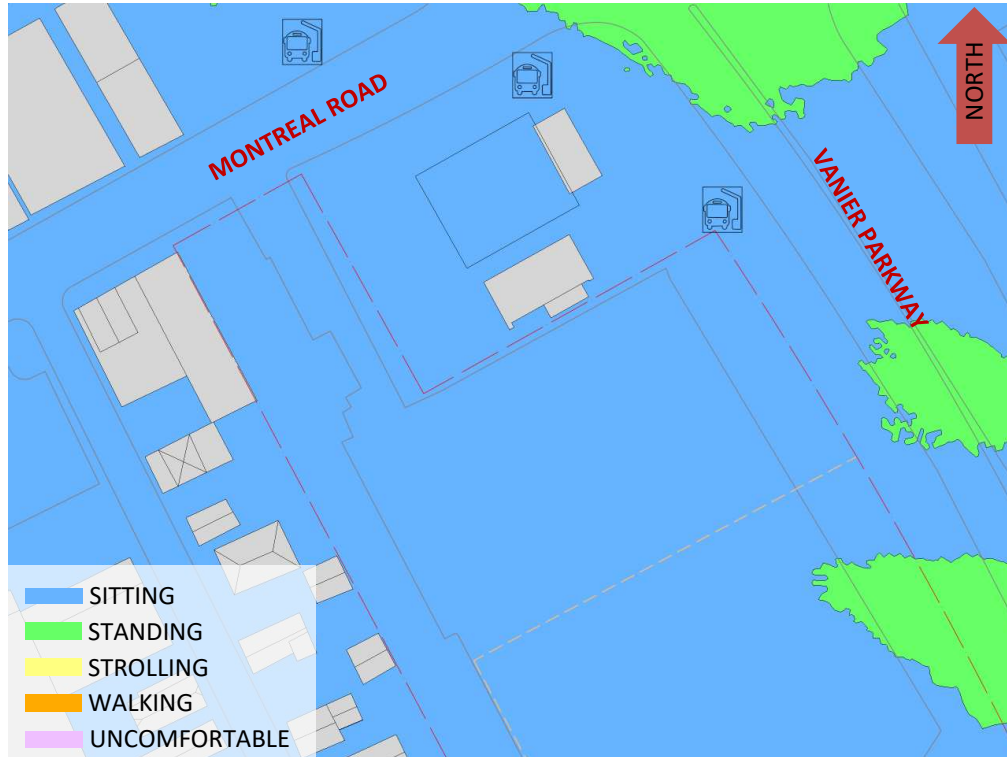 NORTH
MONTREAL ROAD
VANIER PARKWAY
SITTING
STANDING
STROLLING
WALKING
UNCOMFORTABLE